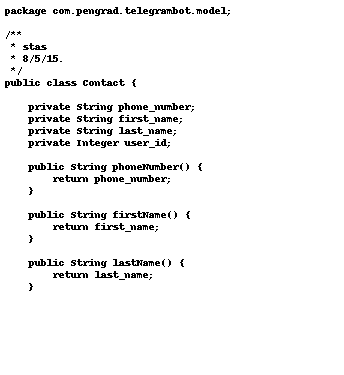 package com.pengrad.telegrambot.model;

/**
 * stas
 * 8/5/15.
 */
public class Contact {

    private String phone_number;
    private String first_name;
    private String last_name;
    private Integer user_id;

    public String phoneNumber() {
        return phone_number;
    }

    public String firstName() {
        return first_name;
    }

    public String lastName() {
        return last_name;
    }